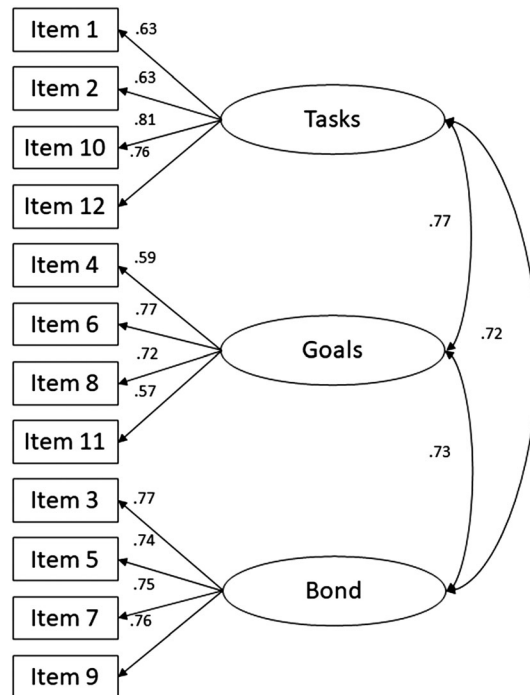 Item 1
.63
Item 2
.63
Tasks
.81
Item 10
.76
Item 12
.77
Item 4
.59
Item 6
.77
.72
Goals
.72
Item 8
.57
Item 11
.73
Item 3
.77
Item 5
.74
.75
Bond
Item 7
.76
Item 9